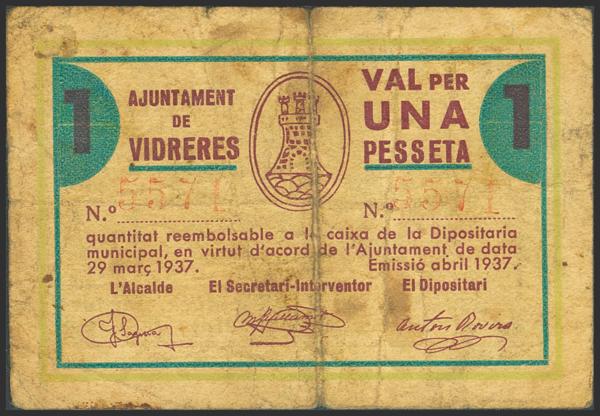 1
AJUNTAMENT
DE
VIDRERES
VAL PER
UNA
PESSETA
1
N.º 5571
N.º 5571
quantitat reemborsable a la caixa de la Dipositaria
municipal, en virtut d'acord de l'Ajuntament de data
29 març 1937.
Emissió abril 1937.
L'Alcalde El Secretari-Interventor El Dipositari
Anton Rovira